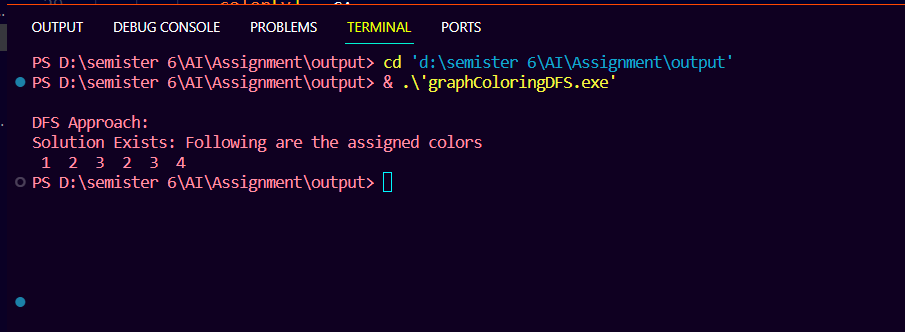 OUTPUT DEBUG CONSOLE PROBLEMS TERMINAL PORTS
PS D:\semister 6\AI\Assignment\output> cd 'd:\semister 6\AI\Assignment\output'
PS D:\semister 6\AI\Assignment\output> & .\'graphColoringDFS.exe'
DFS Approach:
Solution Exists: Following are the assigned colors
1 2 3 2 3 4
PS D:\semister 6\AI\Assignment\output>